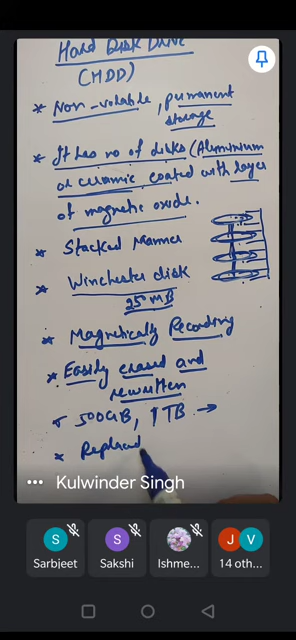 Hard Disk Drive
(HDD)
* Non-volatile, permanent
storage
* It has no of disks (Aluminium
or ceramic, coated with layer
of magnetic oxide.
* Stacked Manner
* Winchester disk
25 MB
* Magnetically Recording
* Easily erased and
rewritten
500GB, 1TB →
* Replaced
Kulwinder Singh
S
S
J
V
Sarbjeet
Sakshi
Ishme...
14 oth...